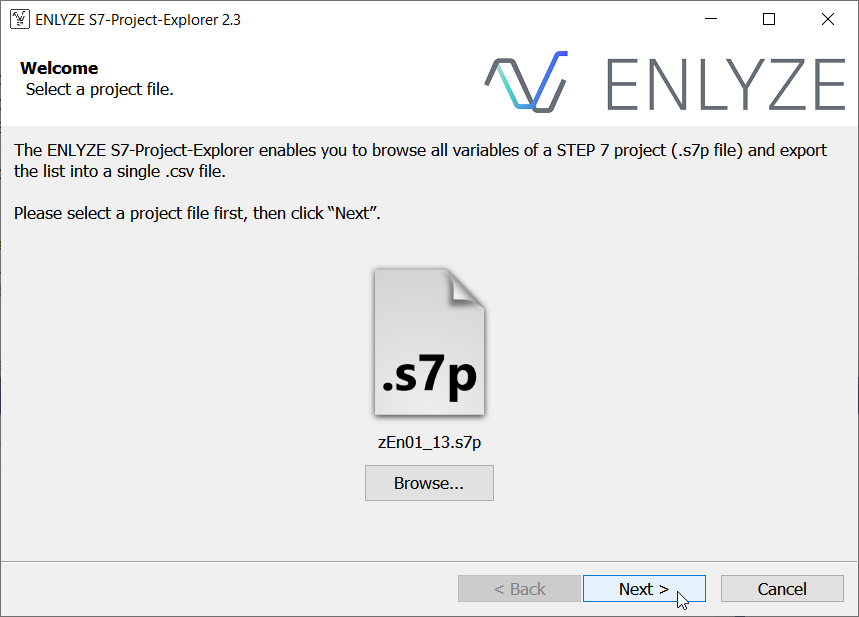 ENLYZE S7-Project-Explorer 2.3
Welcome
Select a project file.
ENLYZE
The ENLYZE S7-Project-Explorer enables you to browse all variables of a STEP 7 project (.s7p file) and export
the list into a single .csv file.
Please select a project file first, then click “Next”.
.s7p
zEn01_13.s7p
Browse...
< Back
Next >
Cancel